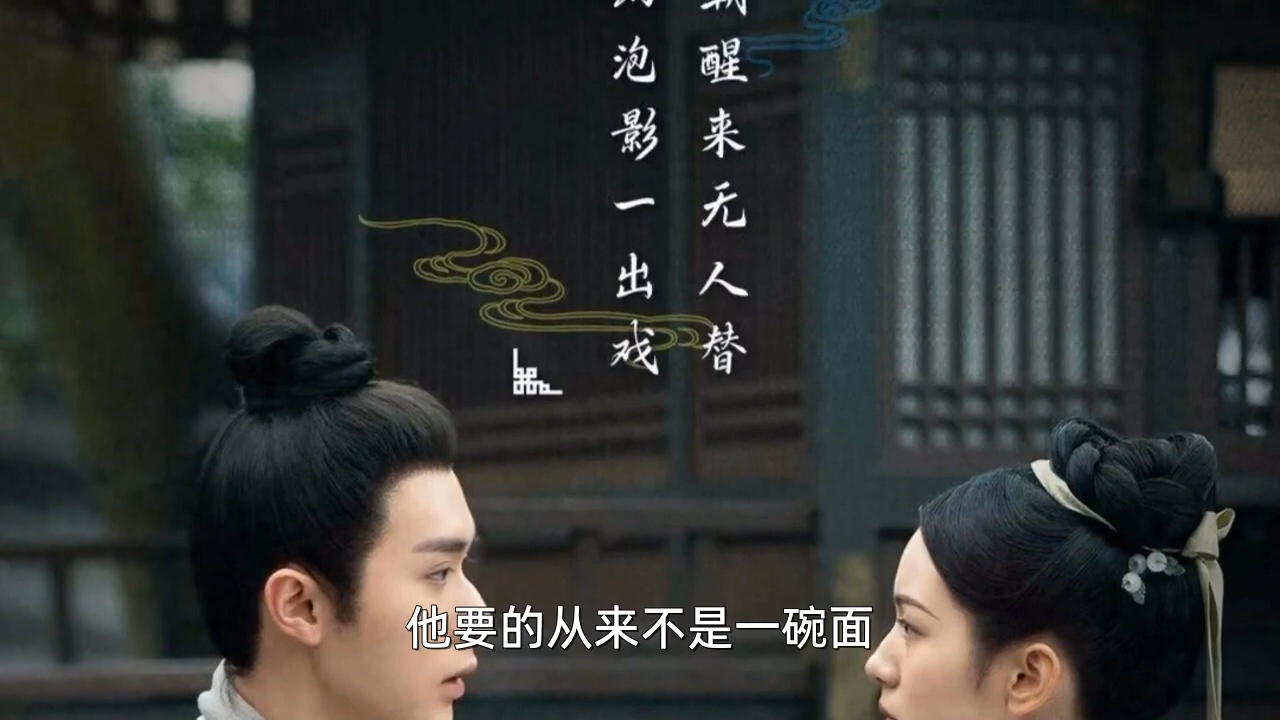 醒来无人替
泡影一出戏
他要的从来不是一碗面